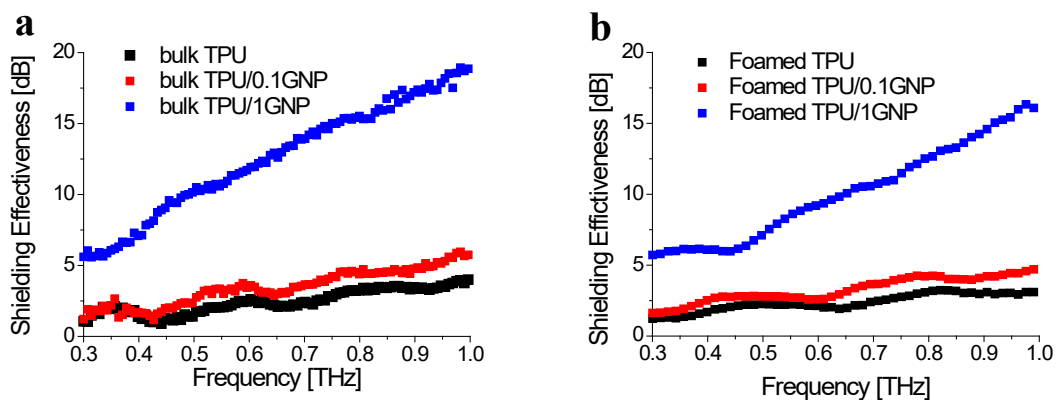 a
20
15
10
5
0
Shielding Effectiveness [dB]
bulk TPU
bulk TPU/0.1GNP
bulk TPU/1GNP
0.3 0.4 0.5 0.6 0.7 0.8 0.9 1.0
Frequency [THz]
b
20
15
10
5
0
Shielding Effictiveness [dB]
Foamed TPU
Foamed TPU/0.1GNP
Foamed TPU/1GNP
0.3 0.4 0.5 0.6 0.7 0.8 0.9 1.0
Frequency [THz]